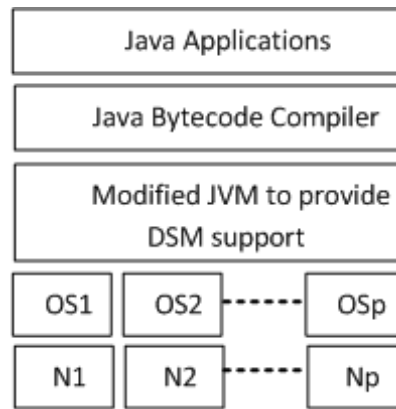 Java Applications
Java Bytecode Compiler
Modified JVM to provide
DSM support
OS1 OS2 OSp
N1 N2 Np